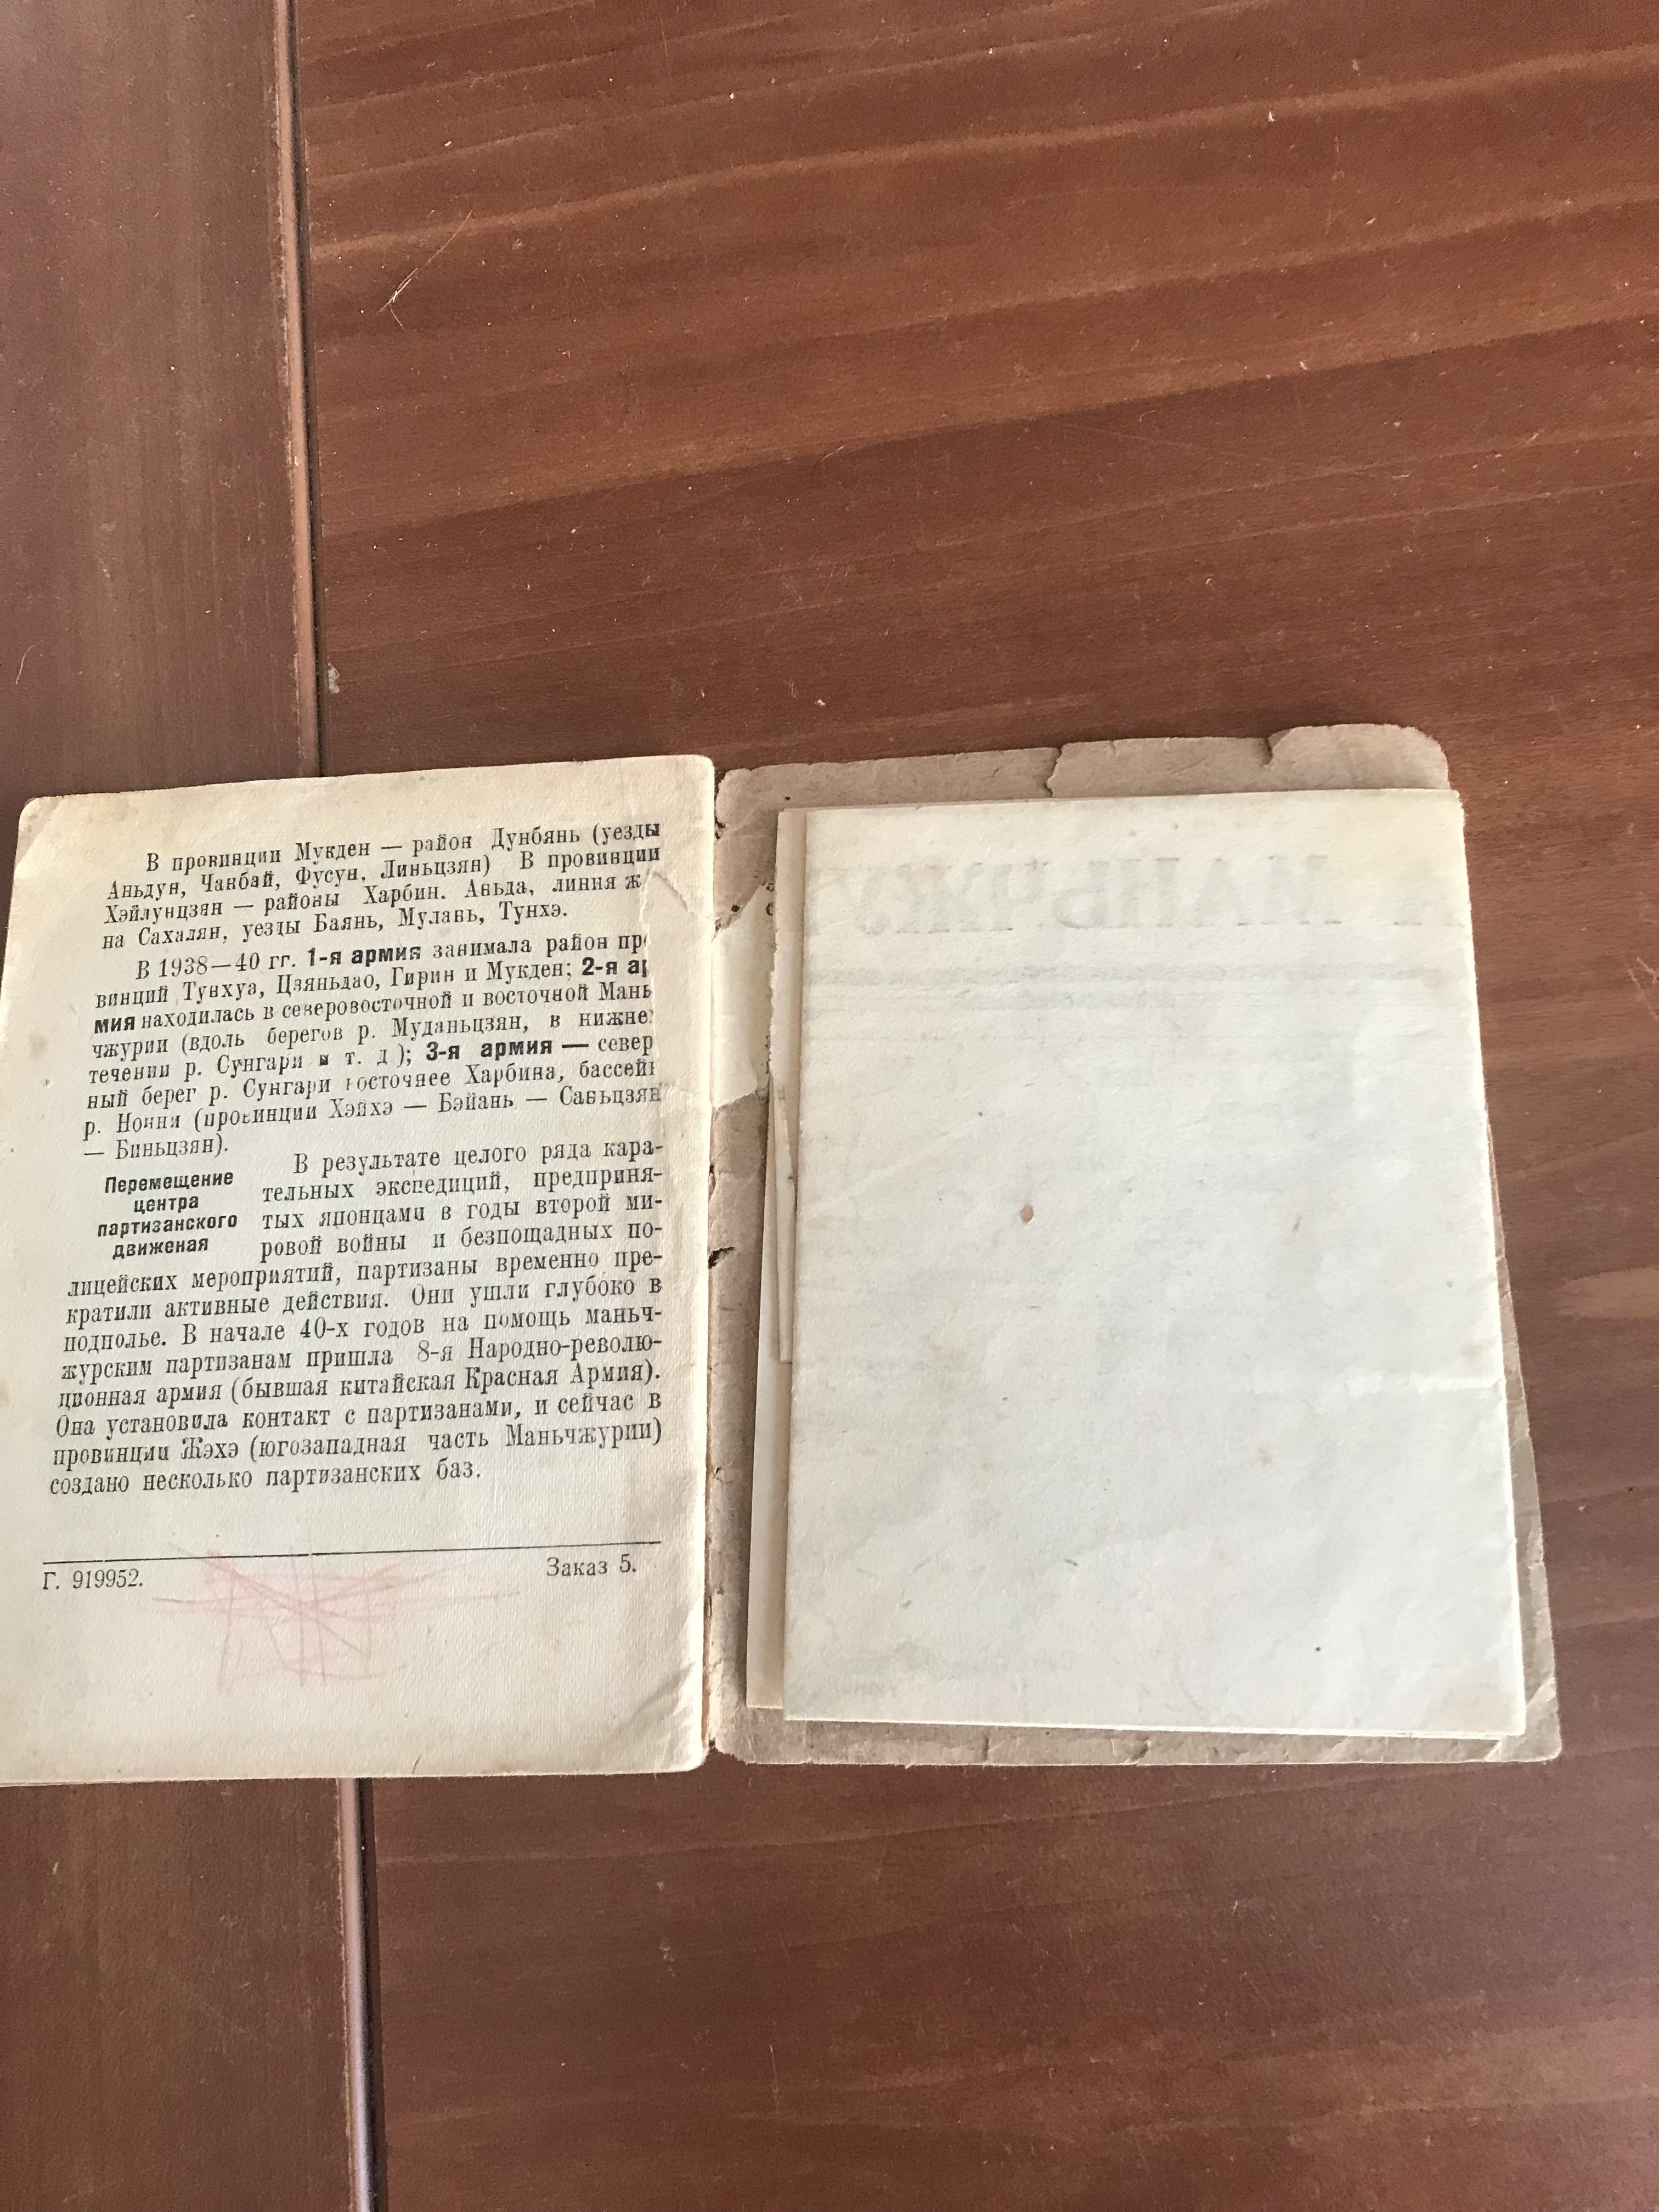 В провинции Мукден — район Дунбянь (уезды
Аньдун, Чанбай, Фусун, Линьцзян) В провинции
Хэйлунцзян — районы Харбин. Аньда, линия ж
на Сахалян, уезды Баянь, Мулань, Тунхэ.
В 1938—40 гг. 1-я армия занимала район про
винций Тунхуа, Цзяньдао, Гирин и Мукден; 2-я ар
мия находилась в северовосточной и восточной Мань
чжурии (вдоль берегов р. Муданьцзян, в нижнем
течении р. Сунгари и т. д ); 3-я армия — север
ный берег р. Сунгари восточнее Харбина, бассейн
р. Нонни (провинции Хэйхэ — Бэйань — Саньцзян
— Биньцзян).
Перемещение
центра
партизанского
движеная
В результате целого ряда кара-
тельных экспедиций, предприня-
тых японцами в годы второй ми-
ровой войны и безпощадных по-
лицейских мероприятий, партизаны временно пре-
кратили активные действия. Они ушли глубоко в
подполье. В начале 40-х годов на помощь маньч-
журским партизанам пришла 8-я Народно-револю-
ционная армия (бывшая китайская Красная Армия).
Она установила контакт с партизанами, и сейчас в
провинции Жэхэ (югозападная часть Маньчжурии)
создано несколько партизанских баз.
Г. 919952.
Заказ 5.